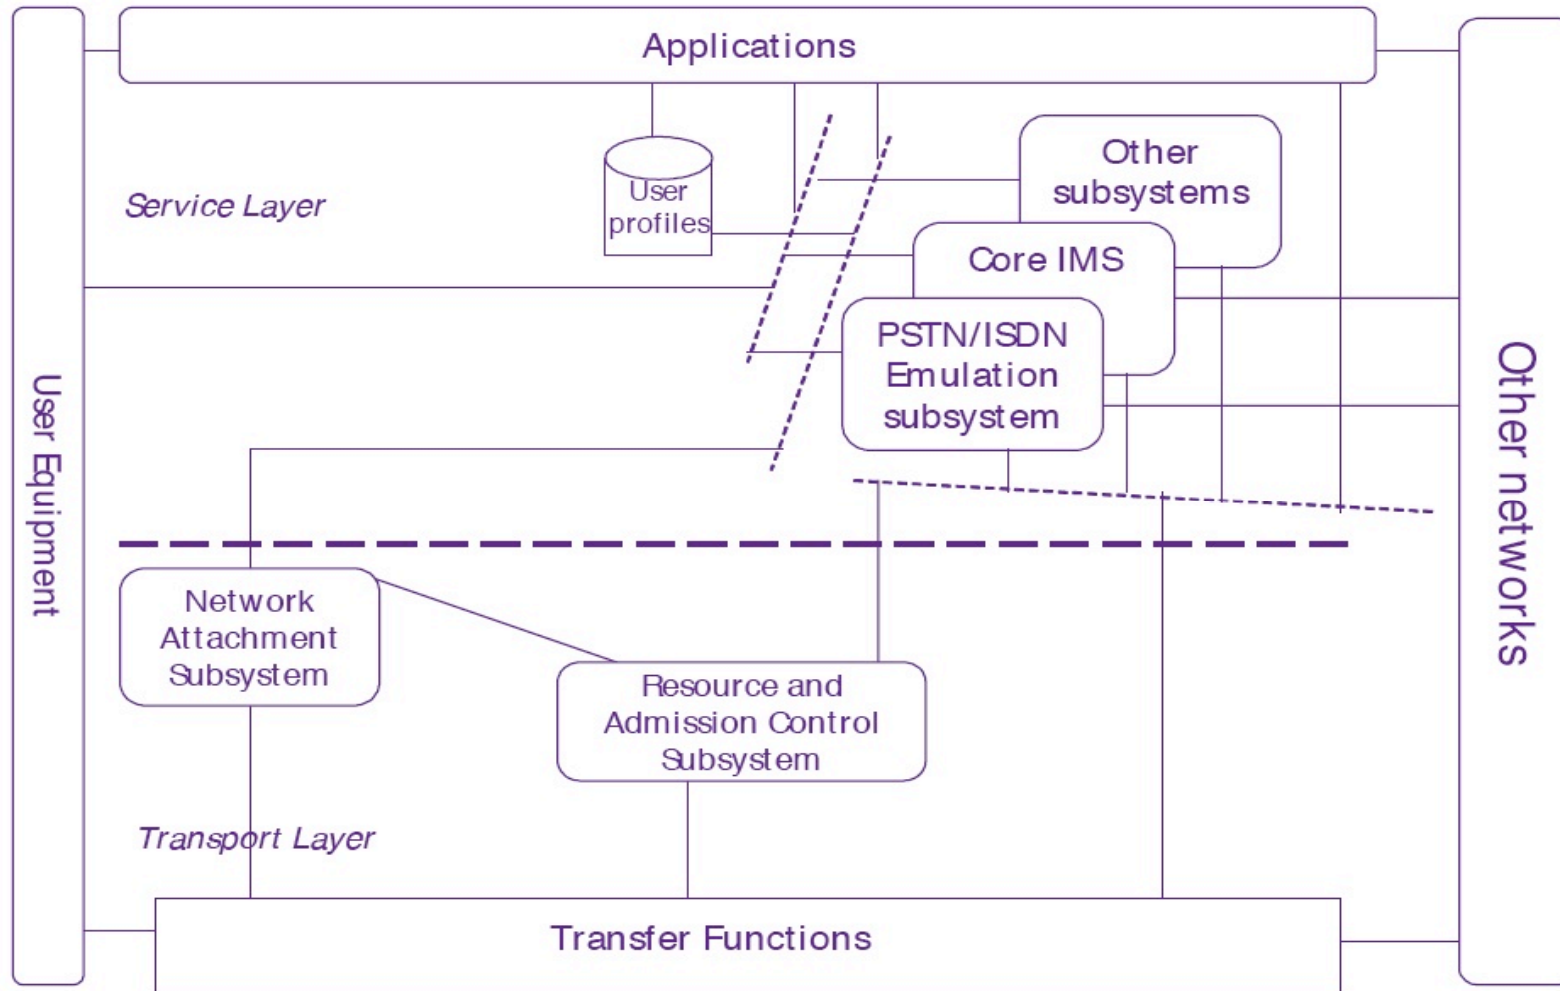 Applications
Other
subsystems
Service Layer
User
profiles
Core IMS
PSTN/ISDN
Emulation
subsystem
User Equipment
Other networks
Network
Attachment
Subsystem
Resource and
Admission Control
Subsystem
Transport Layer
Transfer Functions